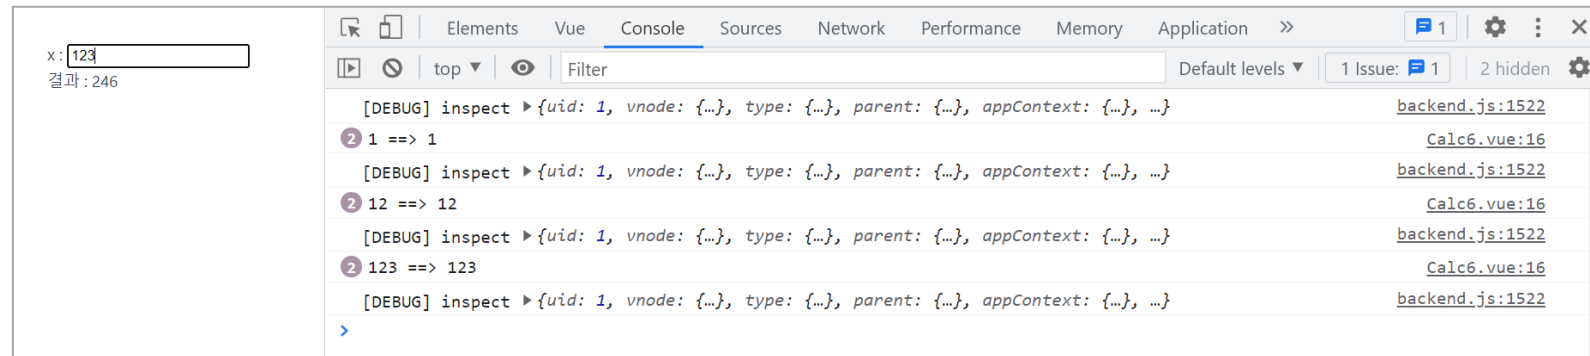 x : 123
결과 : 246
Elements Vue Console Sources Network Performance Memory Application » 1
top ▼ Filter Default levels ▼ 1 Issue: 1 2 hidden
[DEBUG] inspect ▶{uid: 1, vnode: {…}, type: {…}, parent: {…}, appContext: {…}, …} backend.js:1522
2 1 ==> 1 Calc6.vue:16
[DEBUG] inspect ▶{uid: 1, vnode: {…}, type: {…}, parent: {…}, appContext: {…}, …} backend.js:1522
2 12 ==> 12 Calc6.vue:16
[DEBUG] inspect ▶{uid: 1, vnode: {…}, type: {…}, parent: {…}, appContext: {…}, …} backend.js:1522
2 123 ==> 123 Calc6.vue:16
[DEBUG] inspect ▶{uid: 1, vnode: {…}, type: {…}, parent: {…}, appContext: {…}, …} backend.js:1522
>